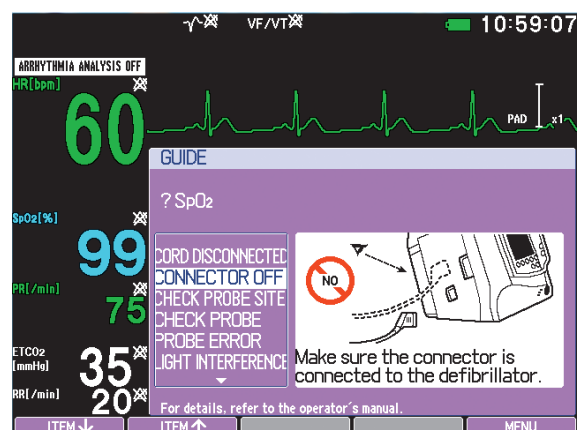 VF/VT
10:59:07
ARRHYTHMIA ANALYSIS OFF
HR[bpm]
60
PAD
x1
GUIDE
? SpO2
SpO2[%]
99
CORD DISCONNECTED
CONNECTOR OFF
CHECK PROBE SITE
CHECK PROBE
PROBE ERROR
LIGHT INTERFERENCE
NO
Make sure the connector is
connected to the defibrillator.
PR[/min]
75
ETCO2
[mmHg]
35
RR[/min]
20
For details, refer to the operator's manual.
ITEM↓
ITEM↑
MENU